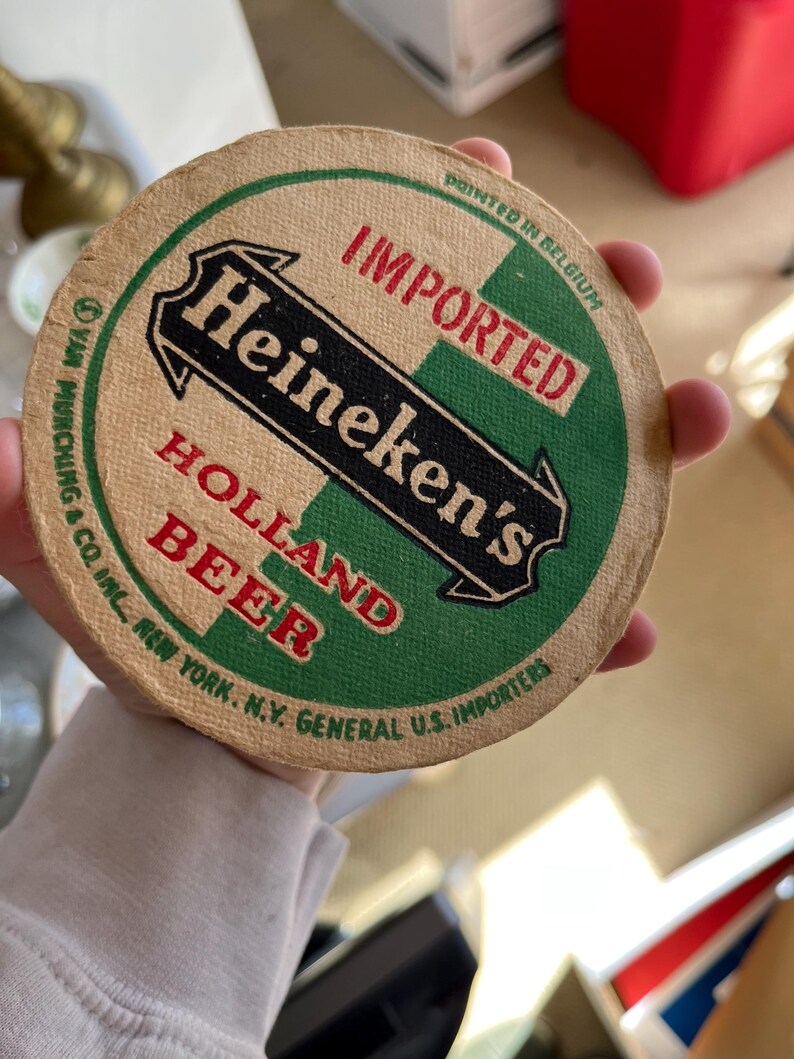 PRINTED IN BELGIUM
IMPORTED
Heineken's
HOLLAND
BEER
VAN MUNCHING & CO. INC., NEW YORK, N.Y. GENERAL U.S. IMPORTERS